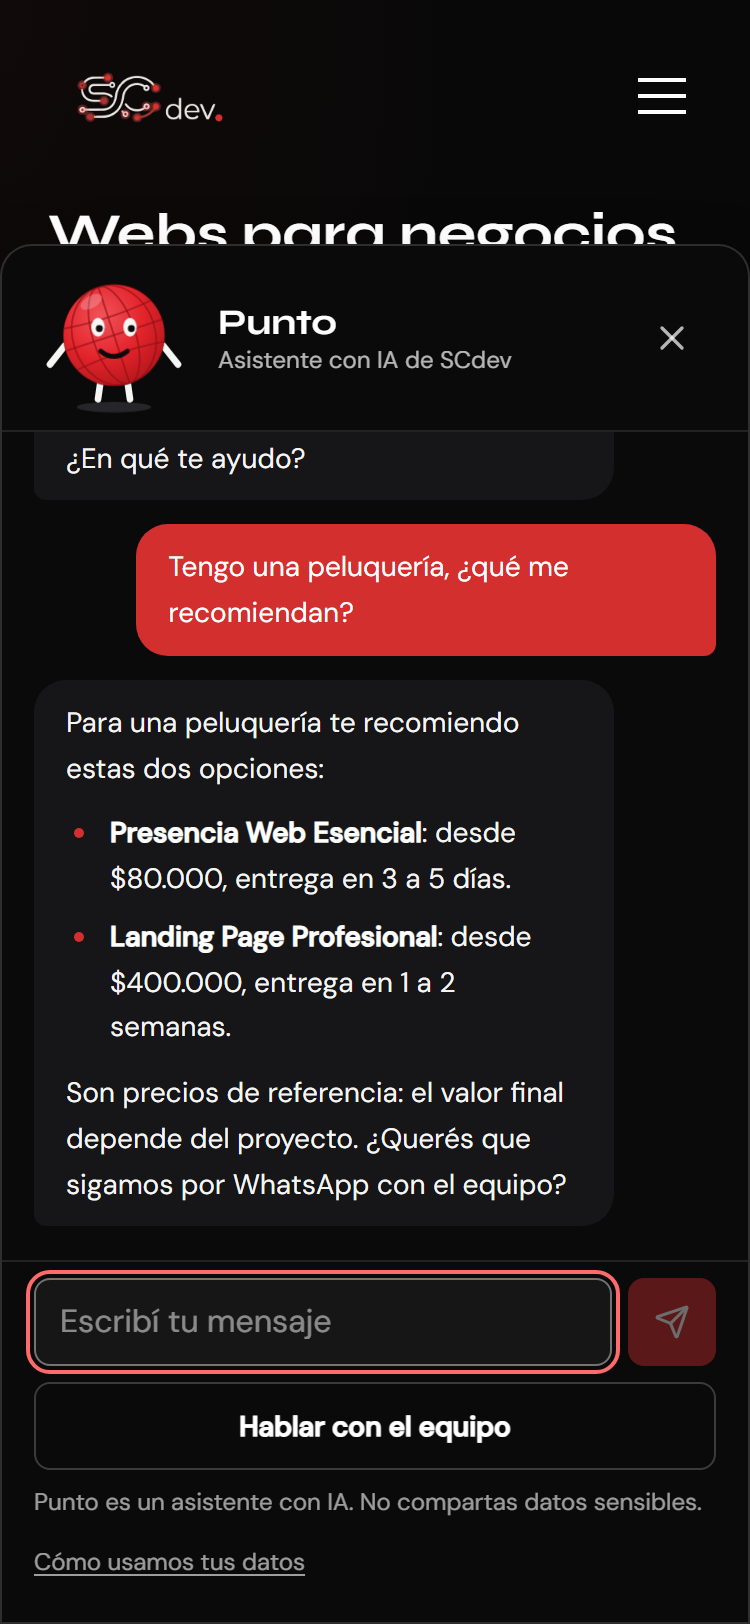 SC dev.
Webs para negocios
Punto
Asistente con IA de SCdev
¿En qué te ayudo?
Tengo una peluquería, ¿qué me
recomiendan?
Para una peluquería te recomiendo
estas dos opciones:
• Presencia Web Esencial: desde
$80.000, entrega en 3 a 5 días.
• Landing Page Profesional: desde
$400.000, entrega en 1 a 2
semanas.
Son precios de referencia: el valor final
depende del proyecto. ¿Querés que
sigamos por WhatsApp con el equipo?
Escribí tu mensaje
Hablar con el equipo
Punto es un asistente con IA. No compartas datos sensibles.
Cómo usamos tus datos